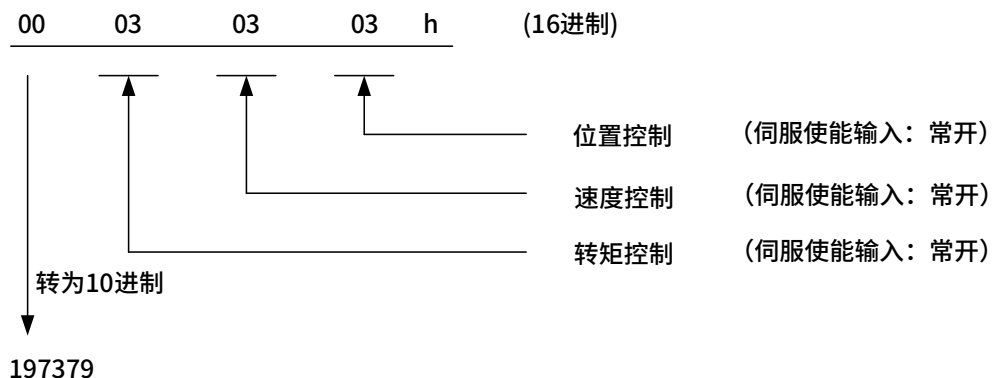 00 03 03 03 h (16进制)
位置控制 （伺服使能输入：常开）
速度控制 （伺服使能输入：常开）
转矩控制 （伺服使能输入：常开）
转为10进制
197379